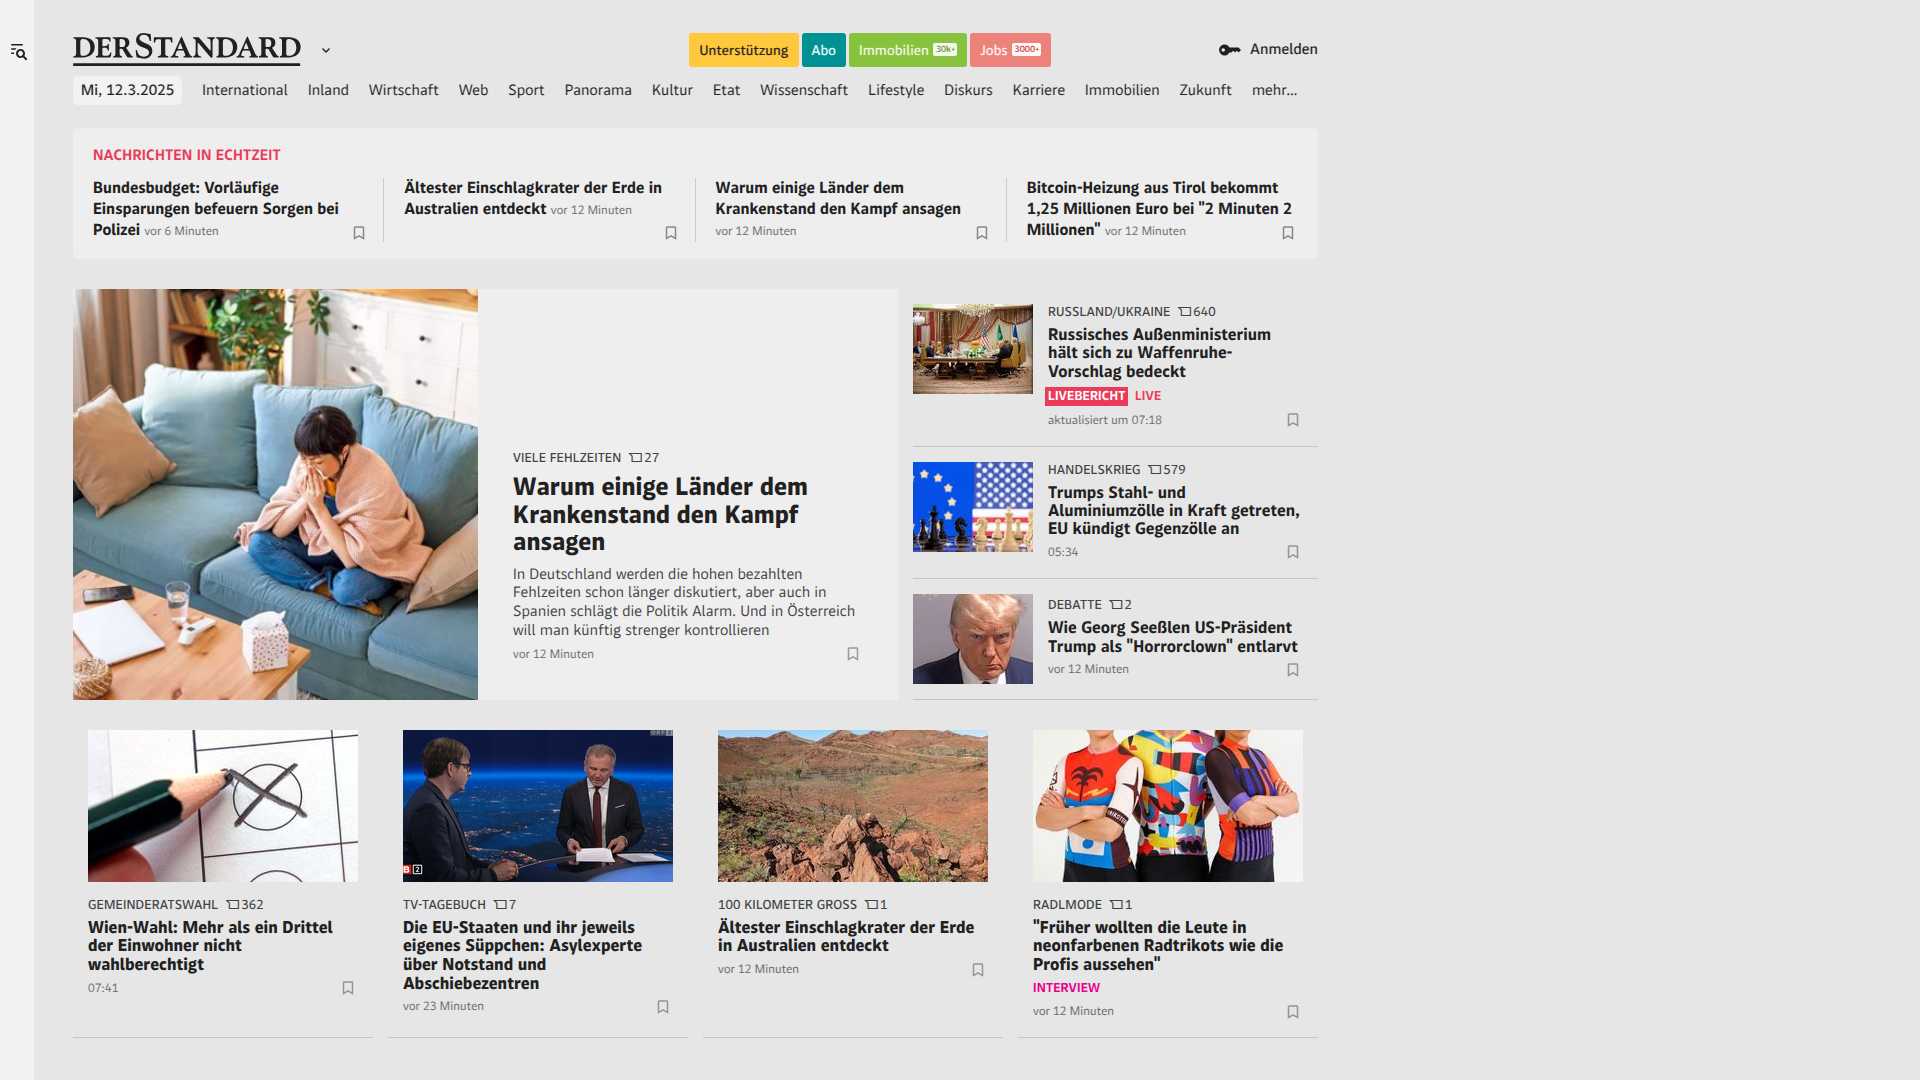 DERSTANDARD
Unterstützung
Abo
Immobilien 30k+
Jobs 3000+
Anmelden
Mi, 12.3.2025
International
Inland
Wirtschaft
Web
Sport
Panorama
Kultur
Etat
Wissenschaft
Lifestyle
Diskurs
Karriere
Immobilien
Zukunft
mehr...
NACHRICHTEN IN ECHTZEIT
Bundesbudget: Vorläufige
Einsparungen befeuern Sorgen bei
Polizei vor 6 Minuten
Ältester Einschlagkrater der Erde in
Australien entdeckt vor 12 Minuten
Warum einige Länder dem
Krankenstand den Kampf ansagen
vor 12 Minuten
Bitcoin-Heizung aus Tirol bekommt
1,25 Millionen Euro bei "2 Minuten 2
Millionen" vor 12 Minuten
VIELE FEHLZEITEN 27
Warum einige Länder dem
Krankenstand den Kampf
ansagen
In Deutschland werden die hohen bezahlten
Fehlzeiten schon länger diskutiert, aber auch in
Spanien schlägt die Politik Alarm. Und in Österreich
will man künftig strenger kontrollieren
vor 12 Minuten
RUSSLAND/UKRAINE 640
Russisches Außenministerium
hält sich zu Waffenruhe-
Vorschlag bedeckt
LIVEBERICHT LIVE
aktualisiert um 07:18
HANDELSKRIEG 579
Trumps Stahl- und
Aluminiumzölle in Kraft getreten,
EU kündigt Gegenzölle an
05:34
DEBATTE 2
Wie Georg Seeßlen US-Präsident
Trump als "Horrorclown" entlarvt
vor 12 Minuten
GEMEINDERATSWAHL 362
Wien-Wahl: Mehr als ein Drittel
der Einwohner nicht
wahlberechtigt
07:41
TV-TAGEBUCH 7
Die EU-Staaten und ihr jeweils
eigenes Süppchen: Asylexperte
über Notstand und
Abschiebezentren
vor 23 Minuten
100 KILOMETER GROSS 1
Ältester Einschlagkrater der Erde
in Australien entdeckt
vor 12 Minuten
RADLMODE 1
"Früher wollten die Leute in
neonfarbenen Radtrikots wie die
Profis aussehen"
INTERVIEW
vor 12 Minuten